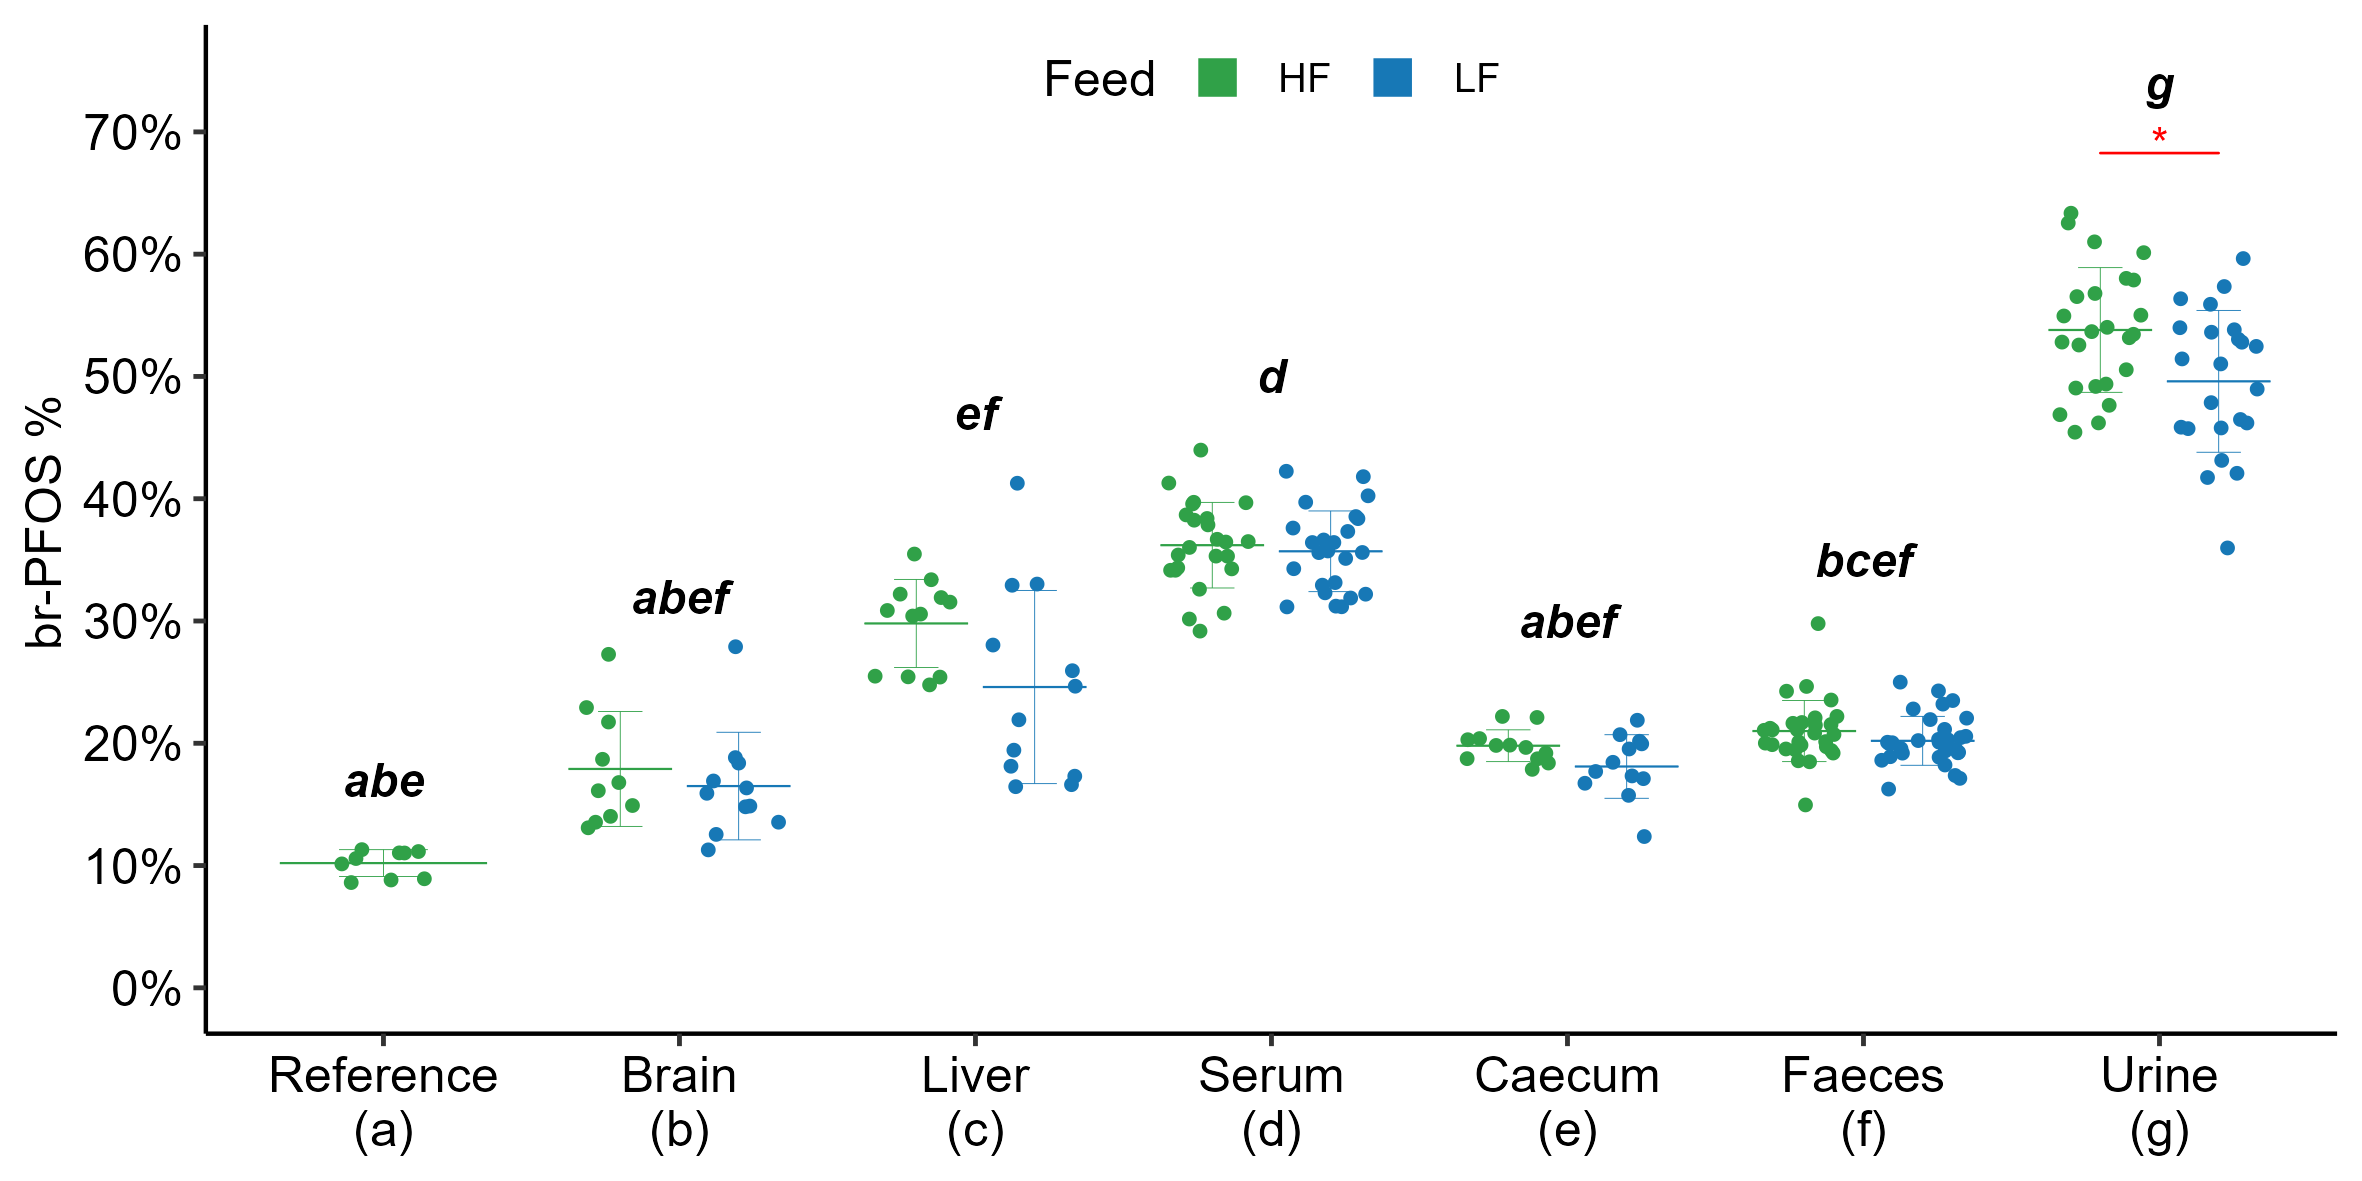 Feed HF LF
g
*
70%
60%
50%
40%
30%
20%
10%
0%
br-PFOS %
abe
abef
ef
d
abef
bcef
Reference Brain Liver Serum Caecum Faeces Urine
(a) (b) (c) (d) (e) (f) (g)